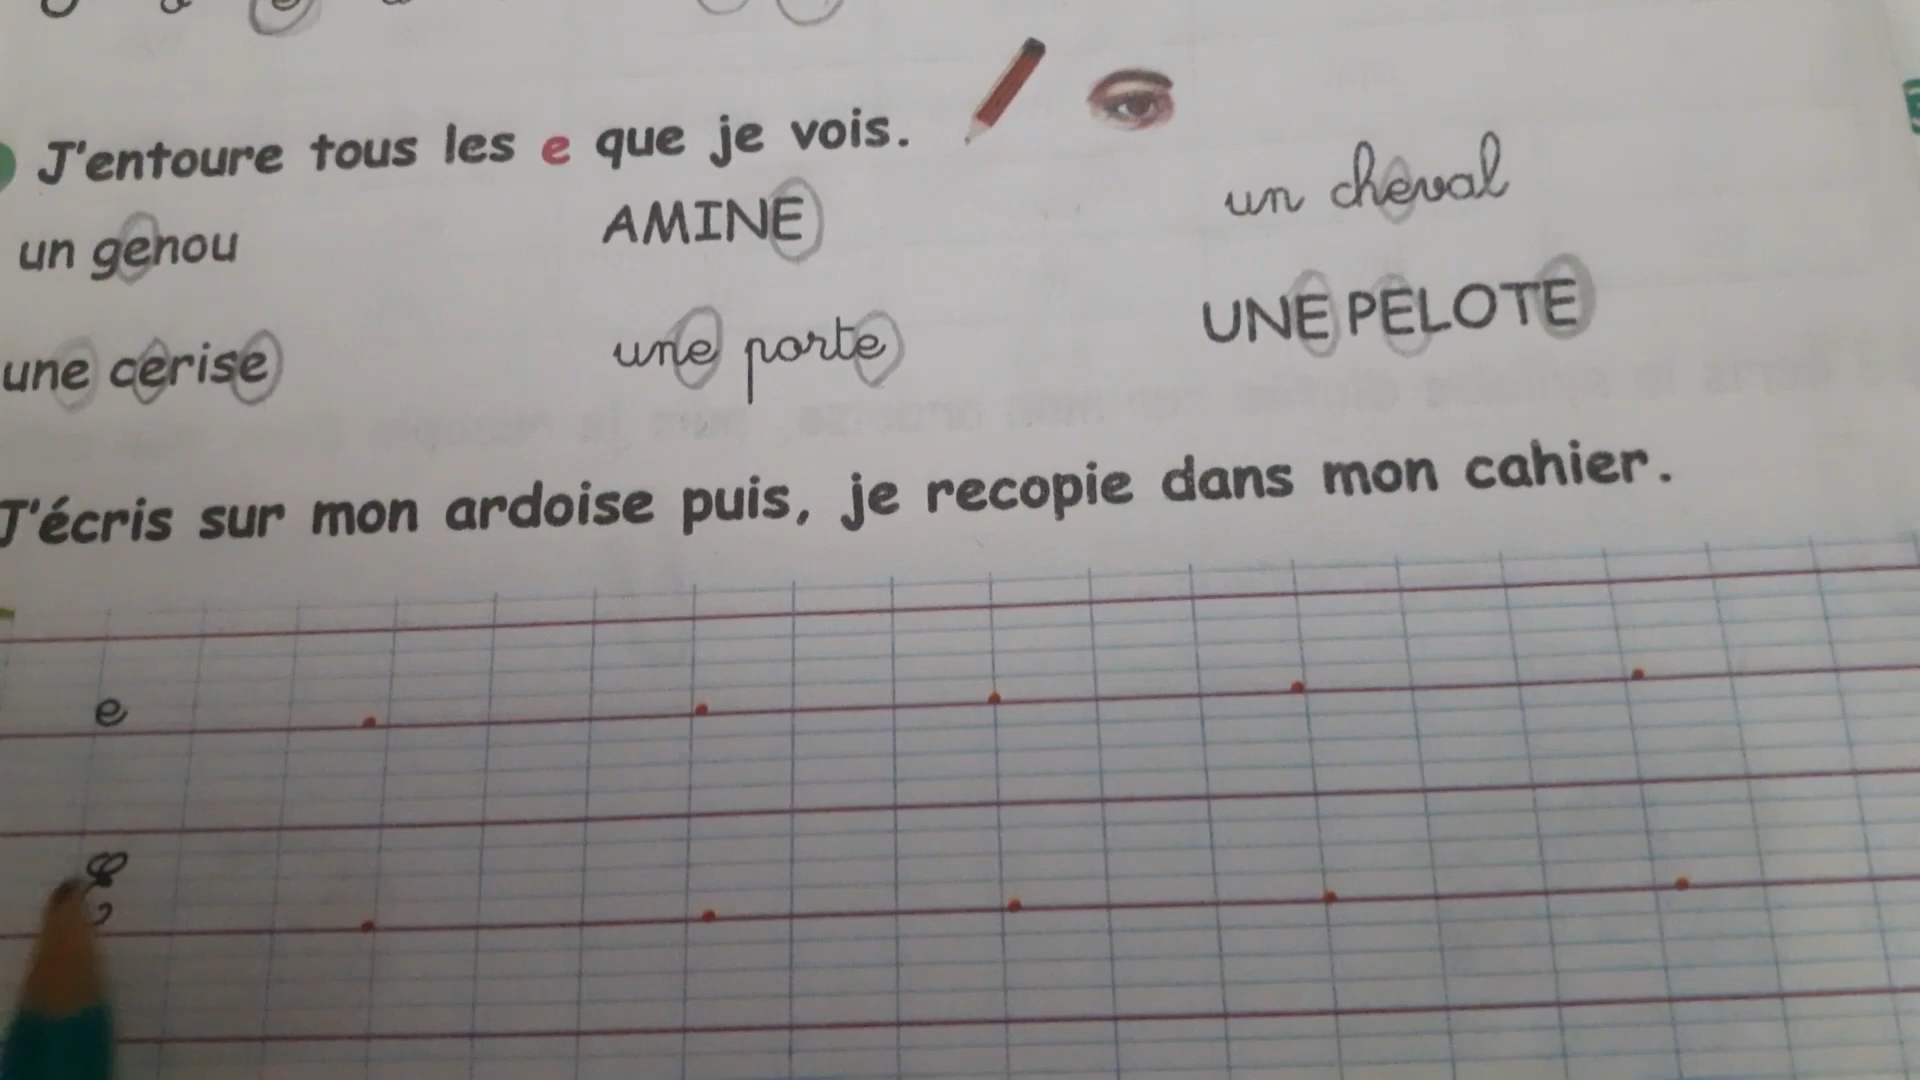 J'entoure tous les e que je vois.
un genou AMINE un cheval
une cerise une porte UNE PELOTE
J'écris sur mon ardoise puis, je recopie dans mon cahier.
e